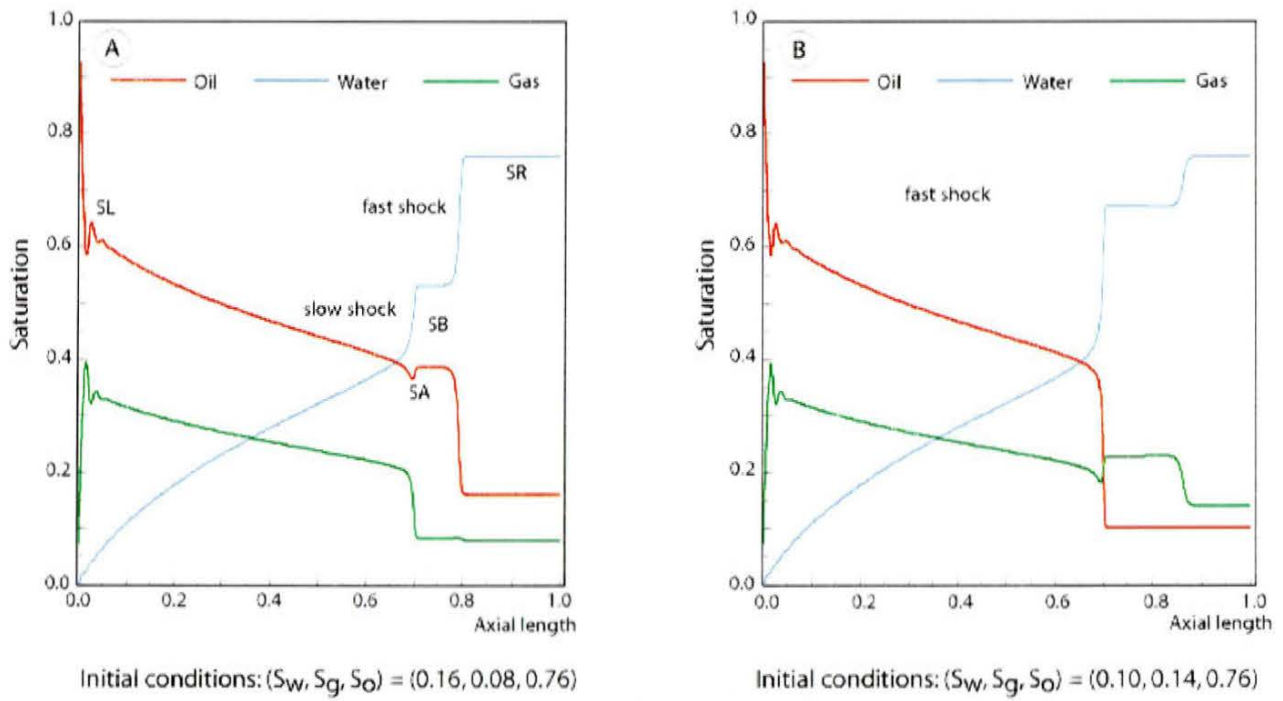 A
Oil Water Gas
SL
SR
fast shock
slow shock
SB
SA
Saturation
1.0
0.8
0.6
0.4
0.2
0.0
0.0 0.2 0.4 0.6 0.8 1.0
Axial length
Initial conditions: (Sw, Sg, So) = (0.16, 0.08, 0.76)
B
Oil Water Gas
fast shock
Saturation
1.0
0.8
0.6
0.4
0.2
0.0
0.0 0.2 0.4 0.6 0.8 1.0
Axial length
Initial conditions: (Sw, Sg, So) = (0.10, 0.14, 0.76)